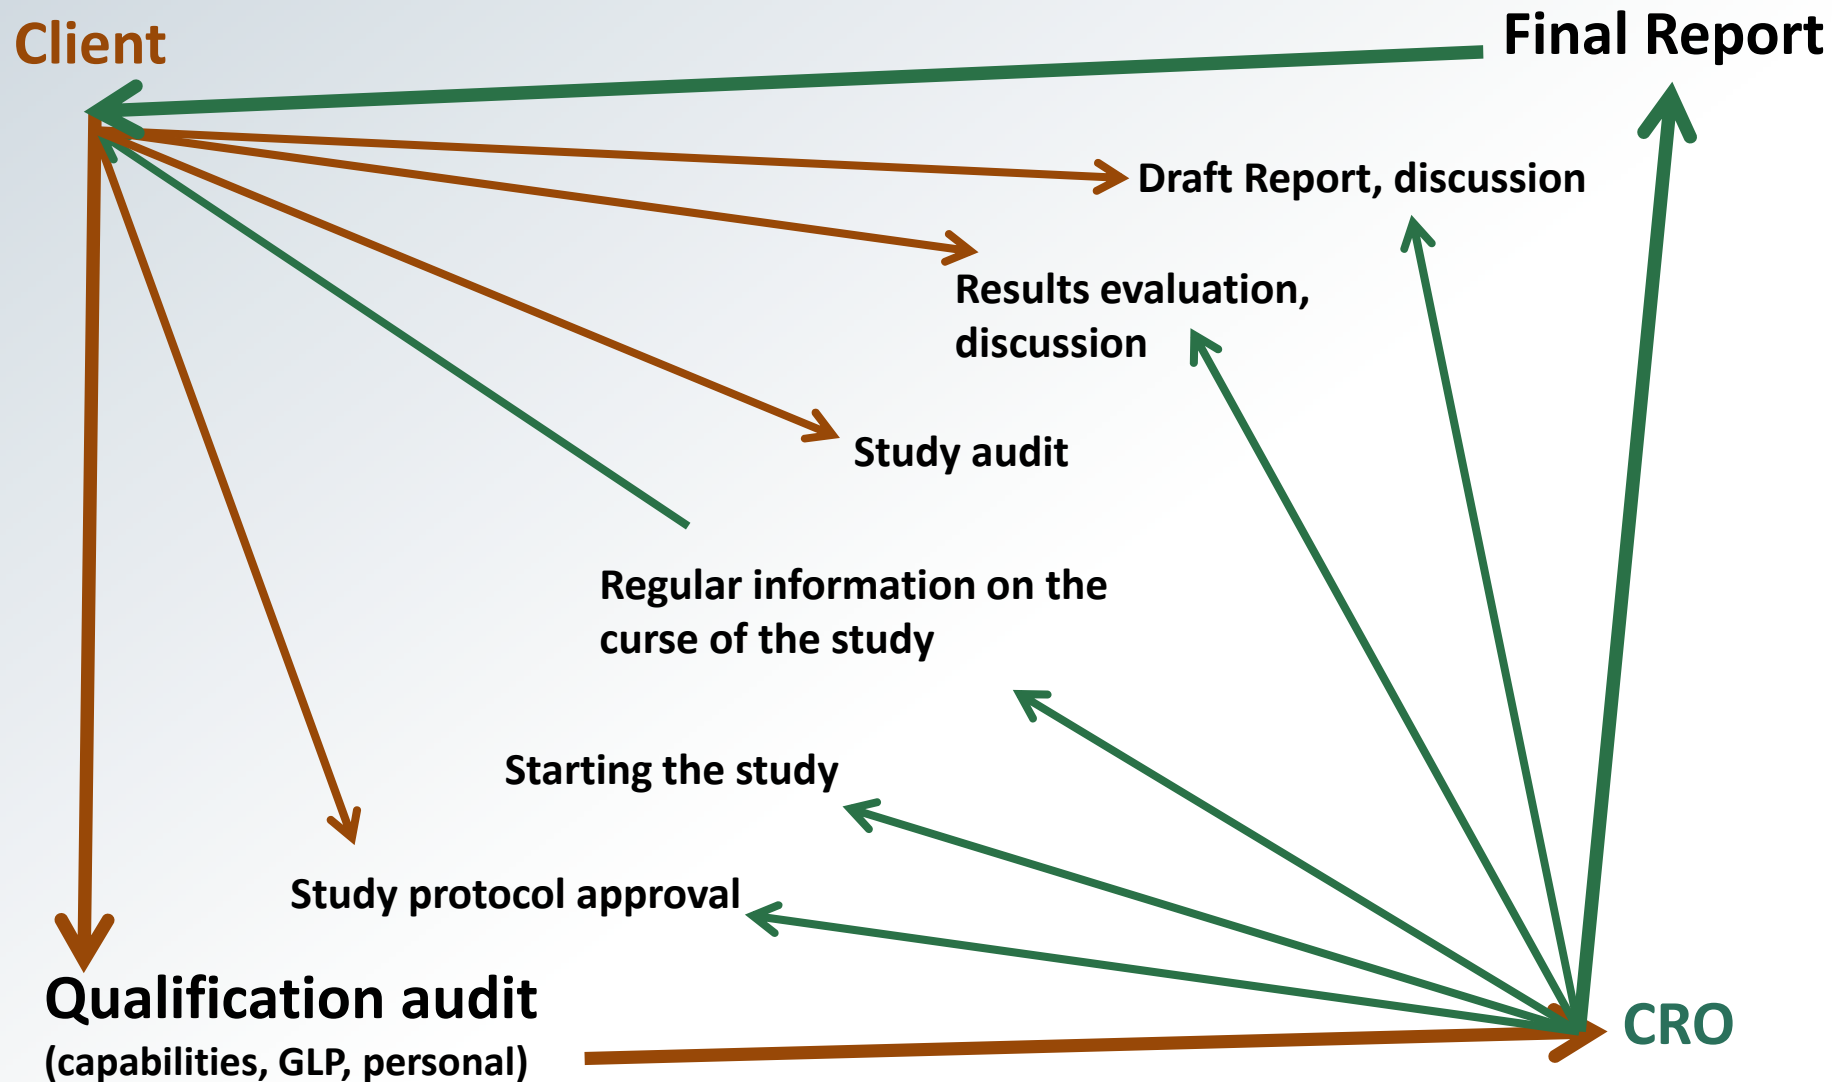 Client
Final Report
Draft Report, discussion
Results evaluation,
discussion
Study audit
Regular information on the
curse of the study
Starting the study
Study protocol approval
Qualification audit
(capabilities, GLP, personal)
CRO